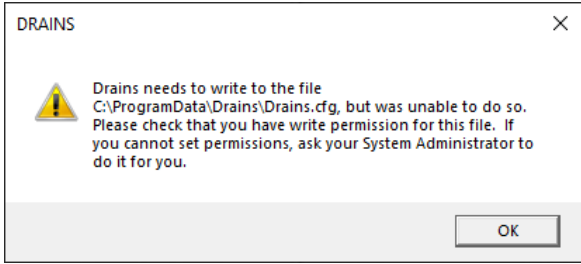 DRAINS
Drains needs to write to the file
C:\ProgramData\Drains\Drains.cfg, but was unable to do so.
Please check that you have write permission for this file.  If
you cannot set permissions, ask your System Administrator to
do it for you.
OK